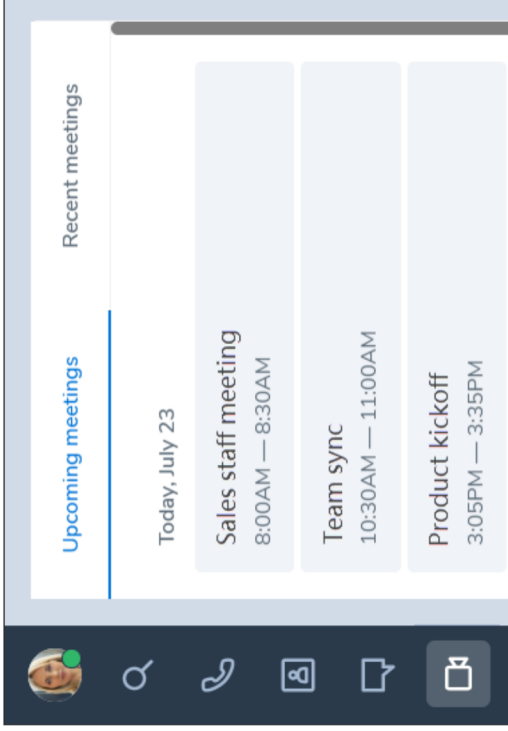 Upcoming meetings
Recent meetings
Today, July 23
Sales staff meeting
8:00AM — 8:30AM
Team sync
10:30AM — 11:00AM
Product kickoff
3:05PM — 3:35PM